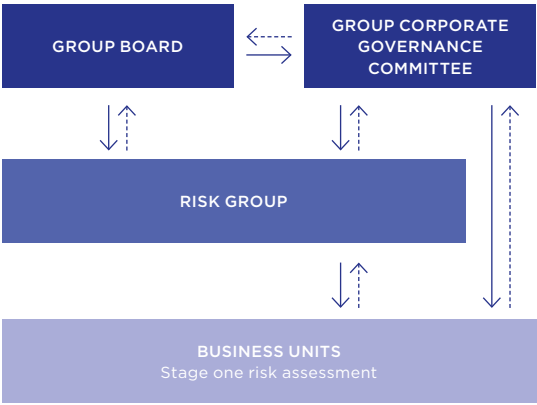 GROUP BOARD
GROUP CORPORATE
GOVERNANCE
COMMITTEE
RISK GROUP
BUSINESS UNITS
Stage one risk assessment